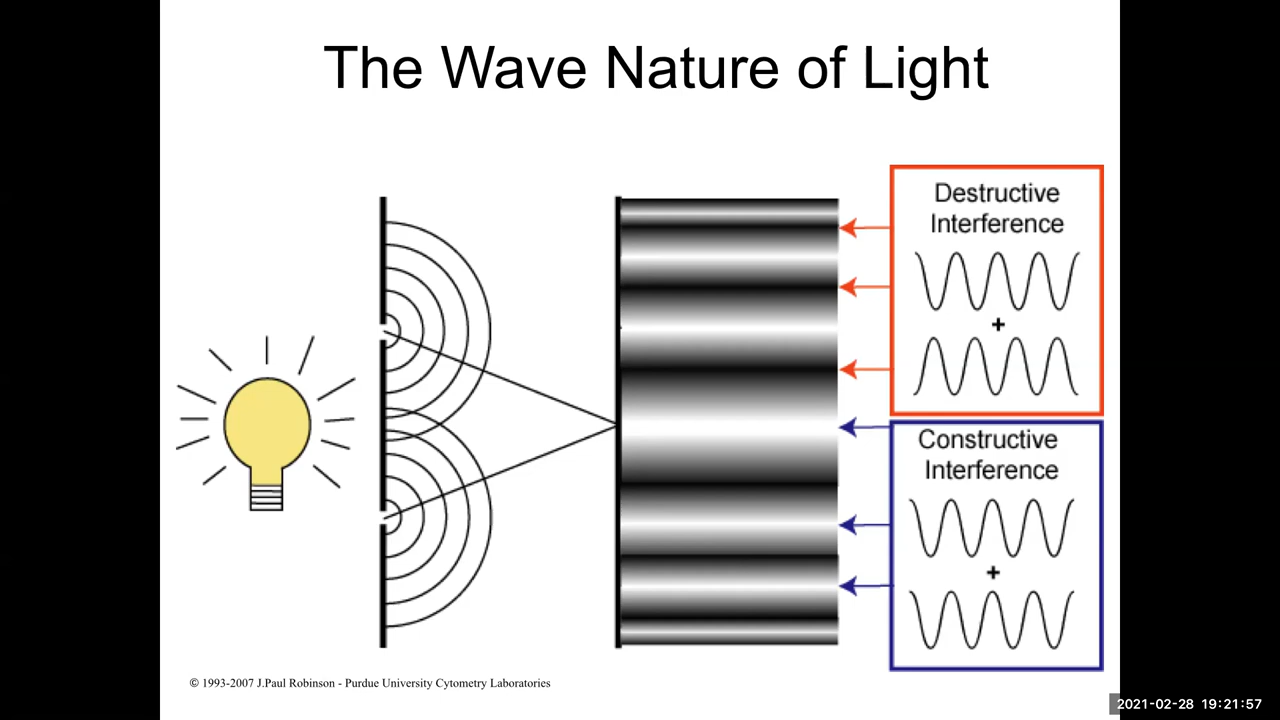 The Wave Nature of Light
Destructive
Interference
+
Constructive
Interference
+
© 1993-2007 J.Paul Robinson - Purdue University Cytometry Laboratories
2021-02-28 19:21:57